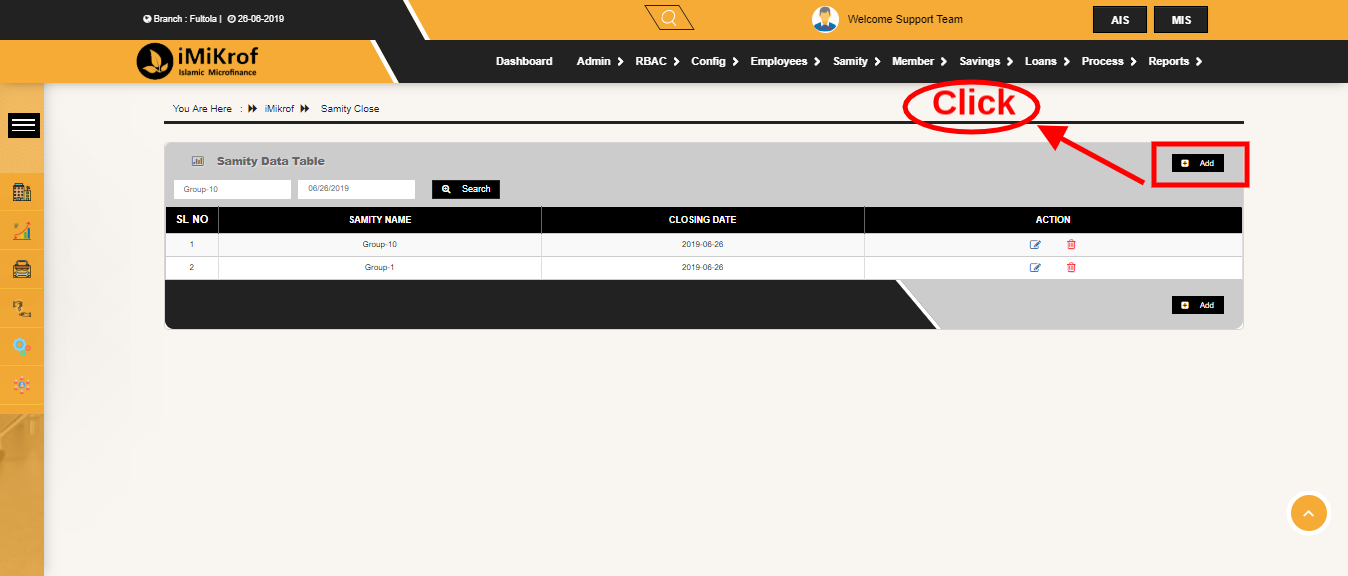 Branch : Fultola | 26-06-2019
Welcome Support Team
AIS
MIS
iMiKrof
Islamic Microfinance
Dashboard Admin RBAC Config Employees Samity Member Savings Loans Process Reports
You Are Here : iMikrof Samity Close
Click
Samity Data Table
Add
Group-10
06/26/2019
Search
SL NO SAMITY NAME CLOSING DATE ACTION
1 Group-10 2019-06-26
2 Group-1 2019-06-26
Add